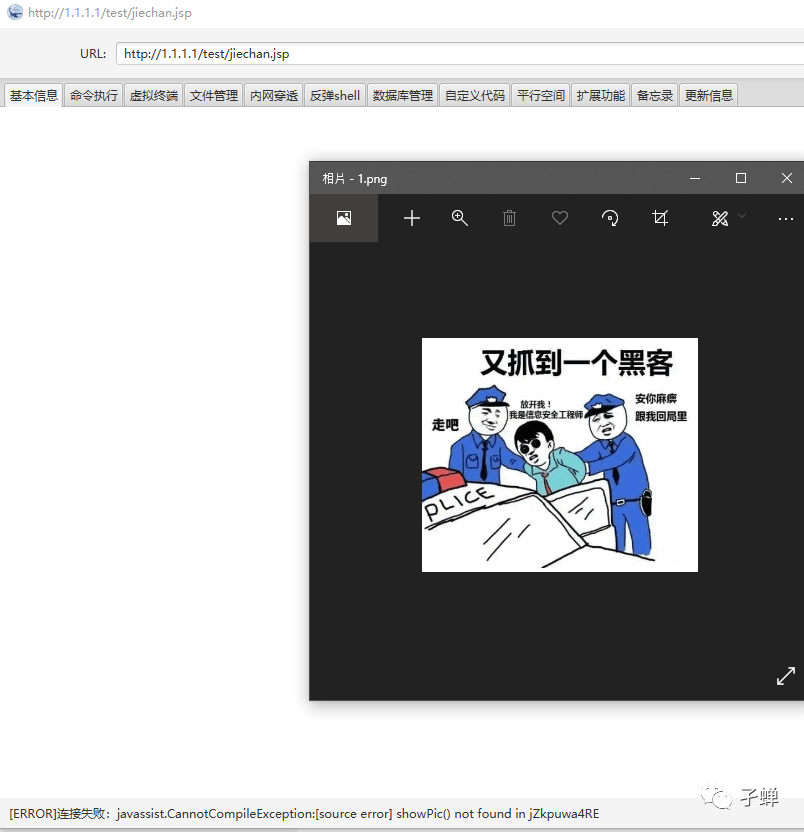 http://1.1.1.1/test/jiechan.jsp
URL: http://1.1.1.1/test/jiechan.jsp
基本信息 命令执行 虚拟终端 文件管理 内网穿透 反弹shell 数据库管理 自定义代码 平行空间 扩展功能 备忘录 更新信息
相片 - 1.png
又抓到一个黑客
放开我！
我是信息安全工程师
安你麻痹
跟我回局里
走吧
PLICE
子蝉
[ERROR]连接失败：javassist.CannotCompileException:[source error] showPic() not found in jZkpuwa4RE